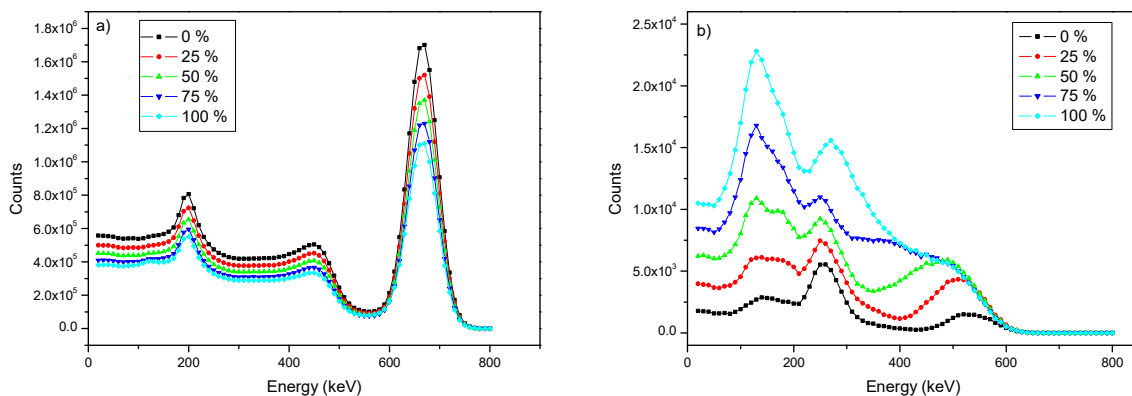 a)
0 %
25 %
50 %
75 %
100 %
1.8x10⁶
1.6x10⁶
1.4x10⁶
1.2x10⁶
1.0x10⁶
8.0x10⁵
6.0x10⁵
4.0x10⁵
2.0x10⁵
0.0
Counts
0 200 400 600 800
Energy (keV)
b)
0 %
25 %
50 %
75 %
100 %
2.5x10⁴
2.0x10⁴
1.5x10⁴
1.0x10⁴
5.0x10³
0.0
Counts
0 200 400 600 800
Energy (keV)